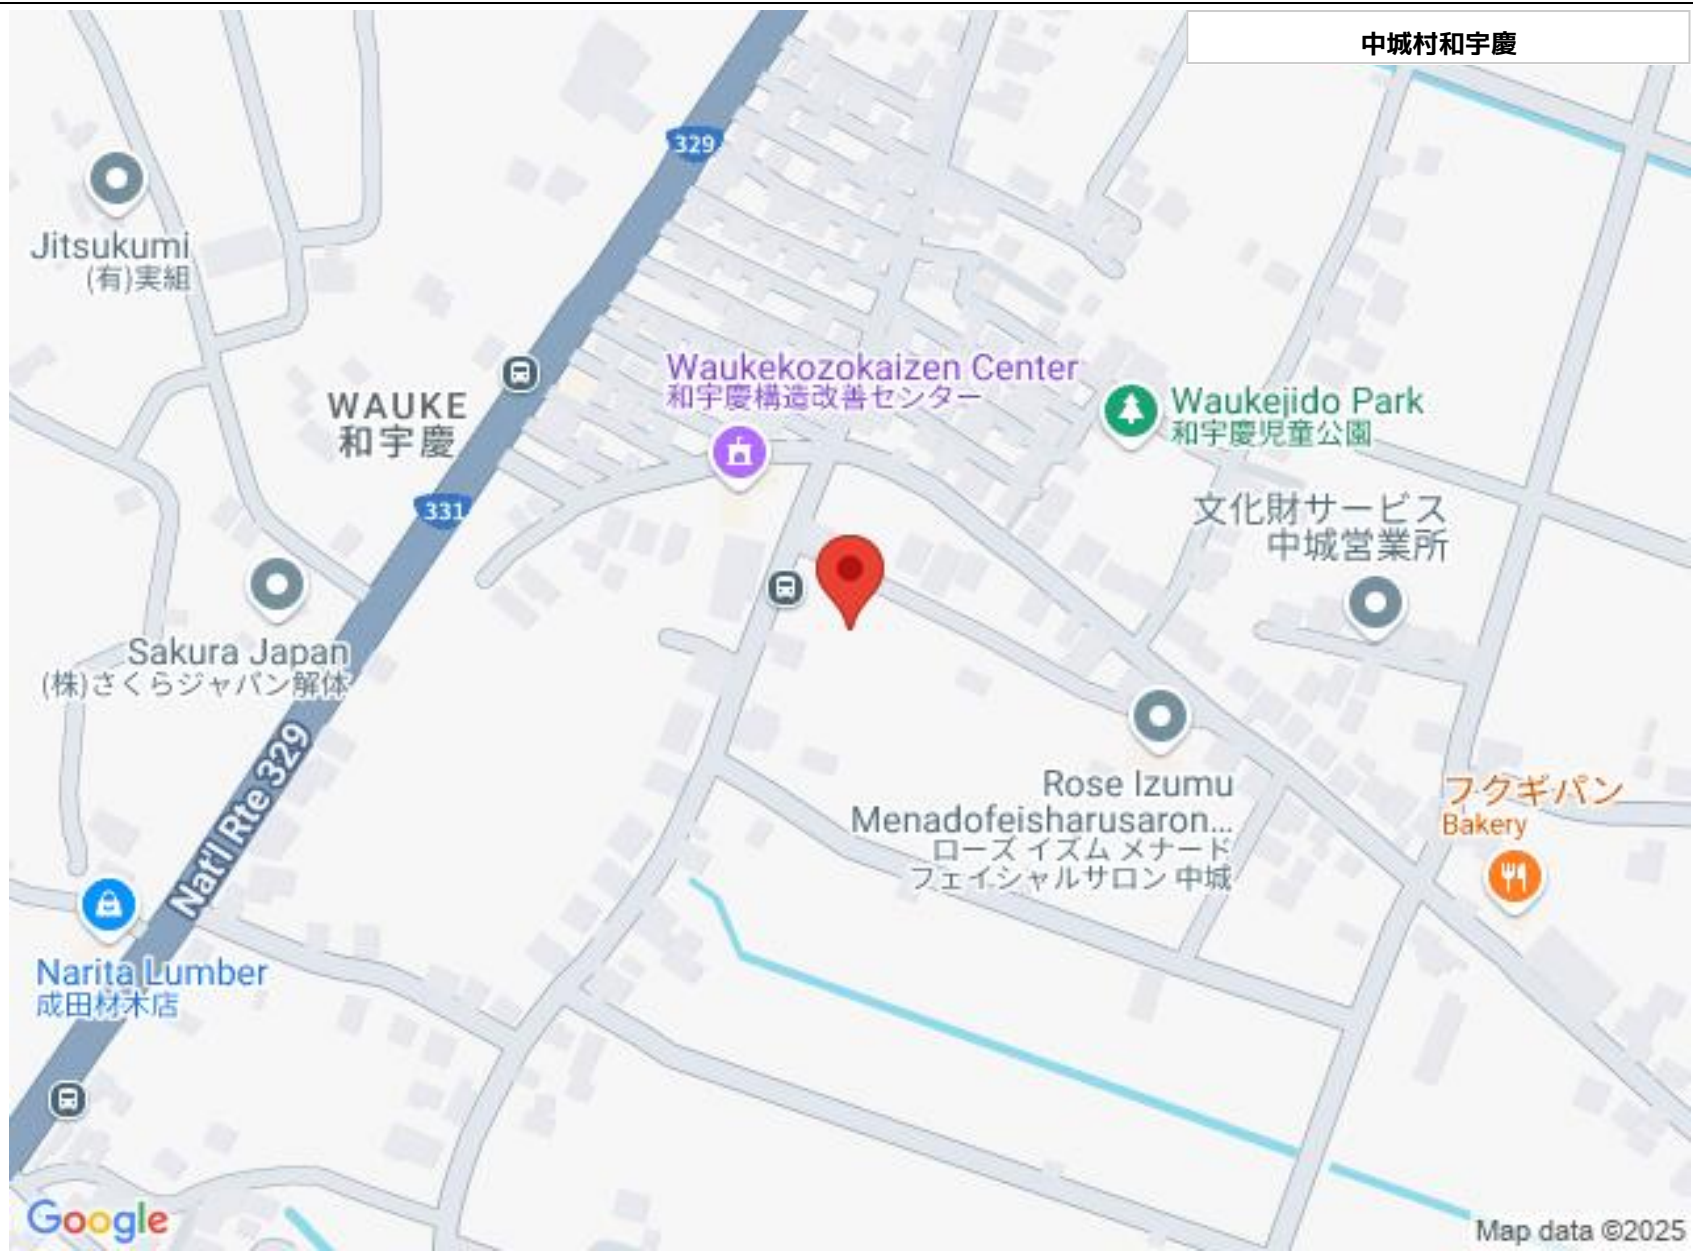 中城村和宇慶
329
Jitsukumi
(有)実組
Waukekozokaizen Center
和宇慶構造改善センター
WAUKE
和宇慶
Waukejido Park
和宇慶児童公園
331
文化財サービス
中城営業所
Sakura Japan
(株)さくらジャパン解体
Nat'l Rte 329
Rose Izumu
Menadofeisharusaron...
ローズ イズム メナード
フェイシャルサロン 中城
フクギパン
Bakery
Narita Lumber
成田材木店
Google
Map data ©2025